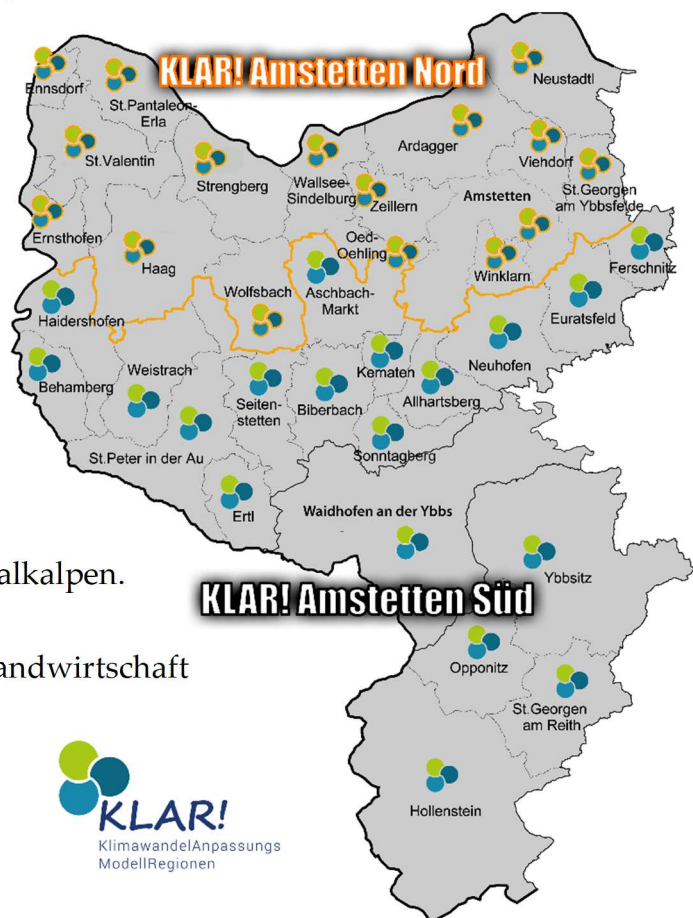 KLAR! Amstetten Nord
Neustadtl
Ennsdorf
St.Pantaleon-
Erla
Ardagger
Viehdorf
St.Valentin
Strengberg
Wallsee-
Sindelburg
Zeillern
Amstetten
St.Georgen
am Ybbsfelde
Ernsthofen
Haag
Oed-
Oehling
Winklarn
Ferschnitz
Wolfsbach
Aschbach-
Markt
Haidershofen
Euratsfeld
Behamberg
Weistrach
Seiten-
stetten
Biberbach
Kematen
Allhartsberg
Neuhofen
St.Peter in der Au
Sonntagberg
Ertl
Waidhofen an der Ybbs
Ybbsitz
alkalpen.
KLAR! Amstetten Süd
andwirtschaft
Opponitz
St.Georgen
am Reith
Hollenstein
KLAR!
KlimawandelAnpassungs
ModellRegionen